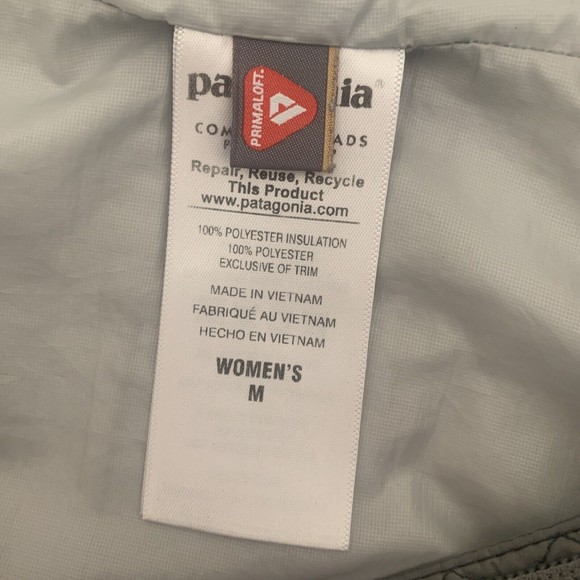 PRIMALOFT.
Repair, Reuse, Recycle
This Product
www.patagonia.com
100% POLYESTER INSULATION
100% POLYESTER
EXCLUSIVE OF TRIM
MADE IN VIETNAM
FABRIQUÉ AU VIETNAM
HECHO EN VIETNAM
WOMEN'S
M